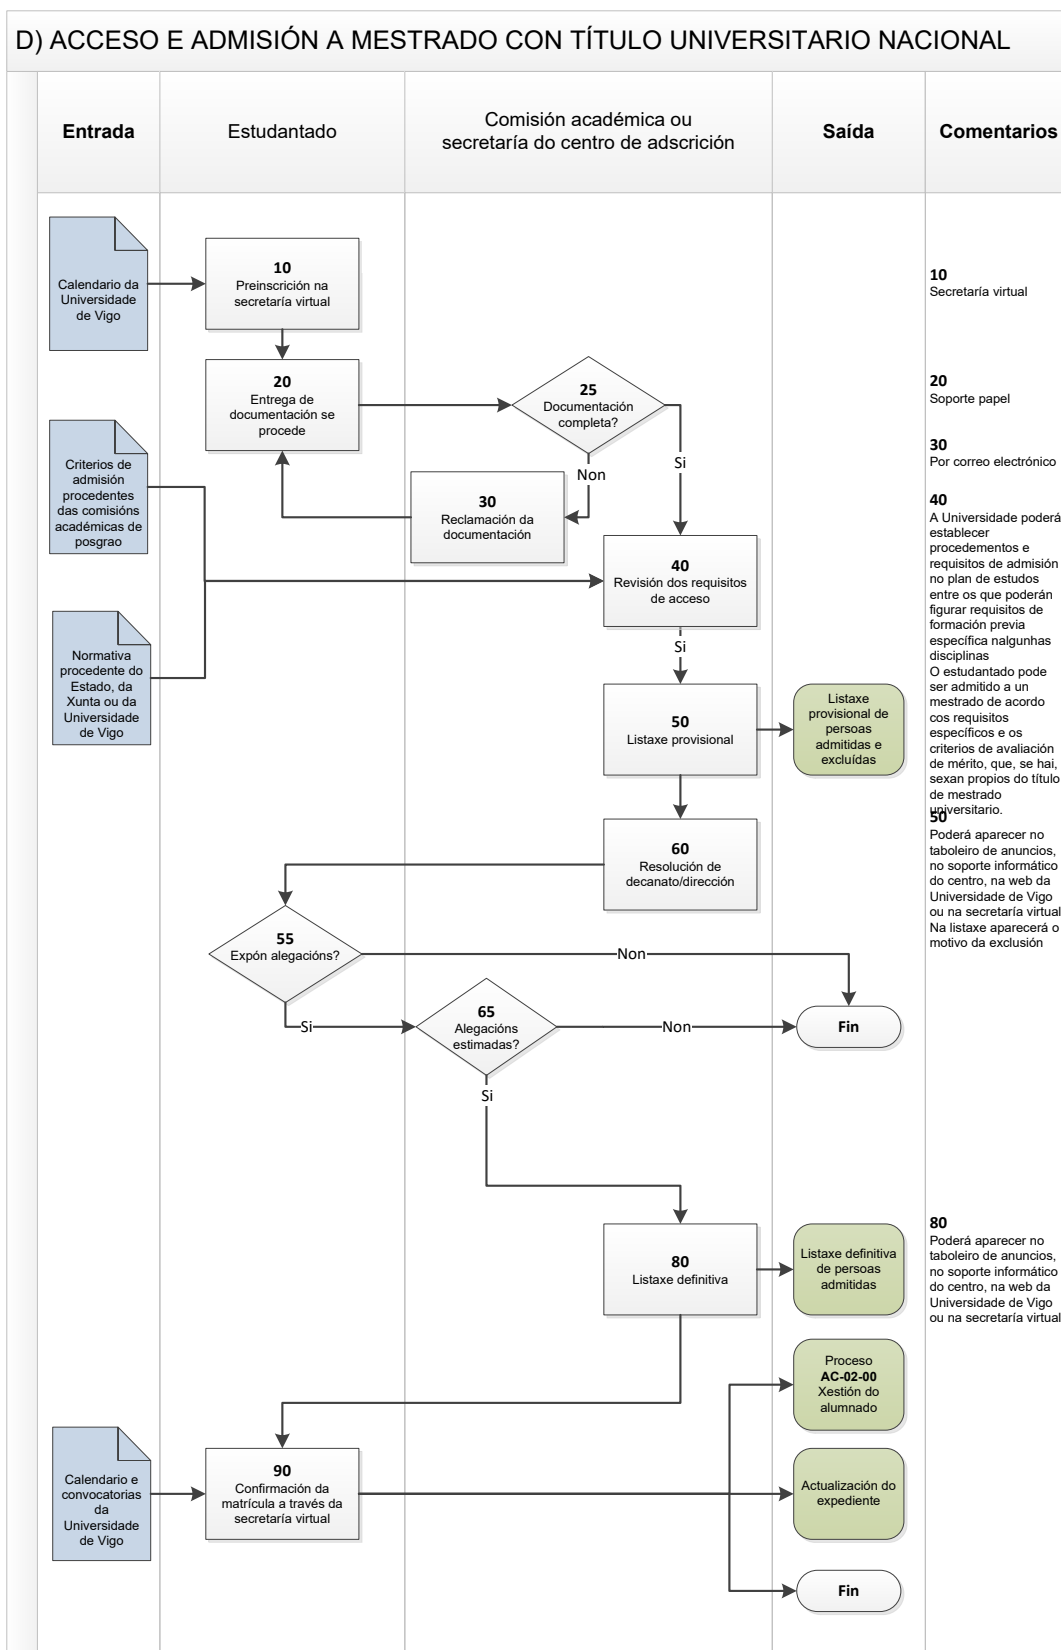 D) ACCESO E ADMISIÓN A MESTRADO CON TÍTULO UNIVERSITARIO NACIONAL
Entrada
Estudantado
Comisión académica ou
secretaría do centro de adscrición
Saída
Comentarios
Calendario da
Universidade
de Vigo
10
Preinscrición na
secretaría virtual
10
Secretaría virtual
20
Entrega de
documentación se
procede
25
Documentación
completa?
20
Soporte papel
Si
Non
30
Por correo electrónico
Criterios de
admisión
procedentes
das comisións
académicas de
posgrao
30
Reclamación da
documentación
40
Revisión dos requisitos
de acceso
40
A Universidade poderá
establecer
procedementos e
requisitos de admisión
no plan de estudos
entre os que poderán
figurar requisitos de
formación previa
específica nalgunhas
disciplinas
O estudantado pode
ser admitido a un
mestrado de acordo
cos requisitos
específicos e os
criterios de avaliación
de mérito, que, se hai,
sexan propios do título
de mestrado
universitario.
Si
Normativa
procedente do
Estado, da
Xunta ou da
Universidade
de Vigo
50
Listaxe provisional
Listaxe
provisional de
persoas
admitidas e
excluídas
50
Poderá aparecer no
taboleiro de anuncios,
no soporte informático
do centro, na web da
Universidade de Vigo
ou na secretaría virtual
Na listaxe aparecerá o
motivo da exclusión
60
Resolución de
decanato/dirección
55
Expón alegacións?
Non
Si
65
Alegacións
estimadas?
Non
Fin
Si
80
Listaxe definitiva
Listaxe definitiva
de persoas
admitidas
80
Poderá aparecer no
taboleiro de anuncios,
no soporte informático
do centro, na web da
Universidade de Vigo
ou na secretaría virtual
Proceso
AC-02-00
Xestión do
alumnado
Calendario e
convocatorias
da
Universidade
de Vigo
90
Confirmación da
matrícula a través da
secretaría virtual
Actualización do
expediente
Fin